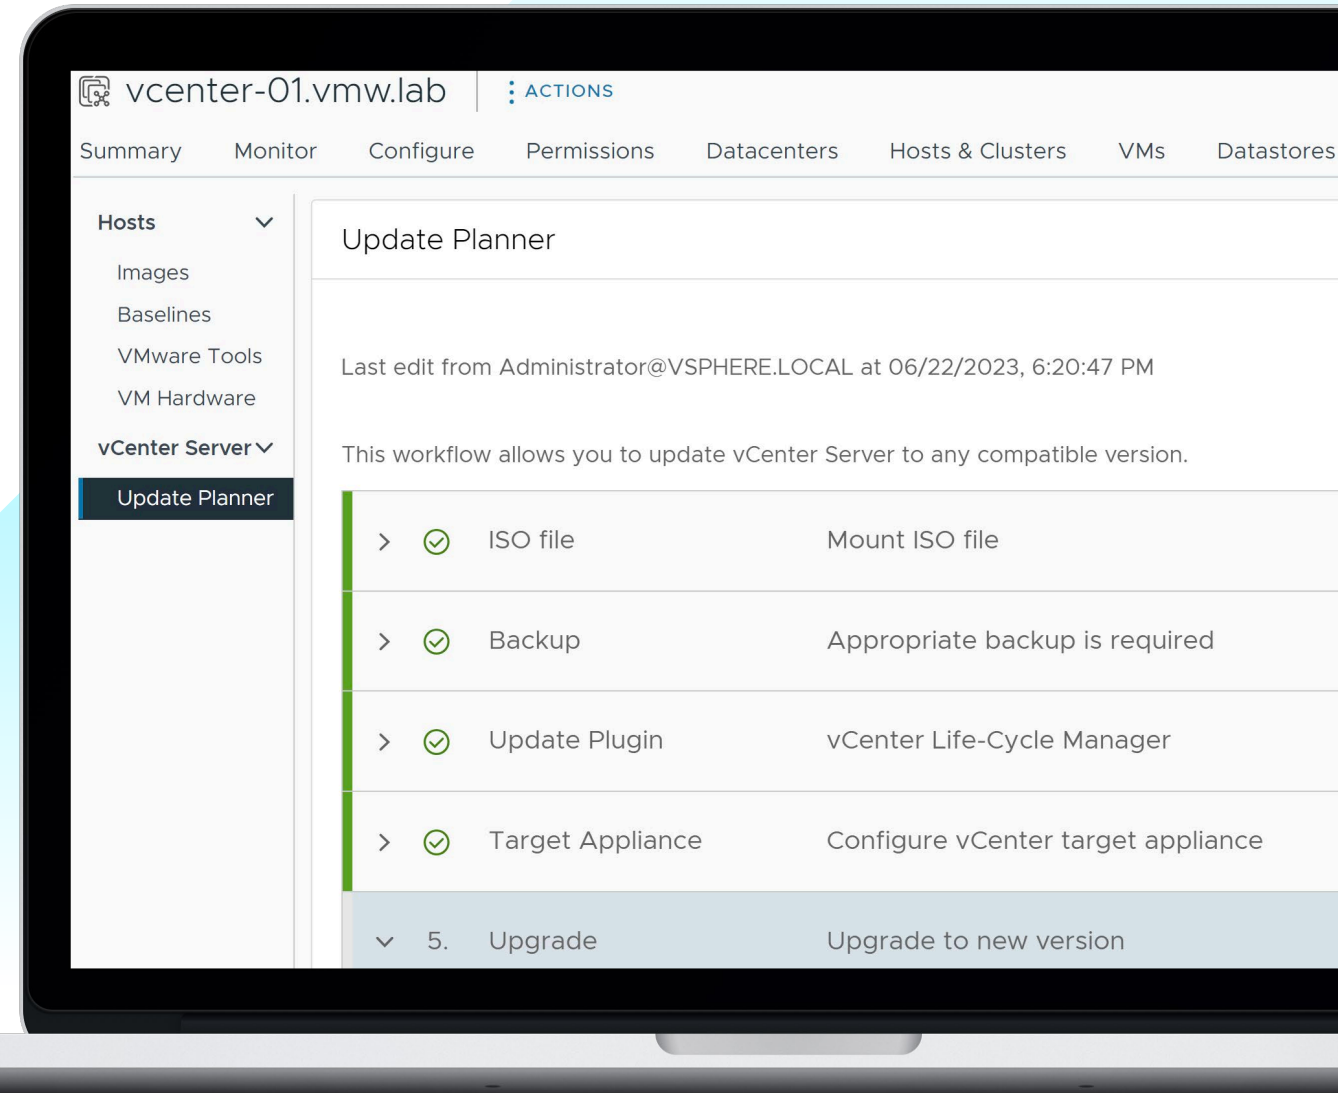 vcenter-01.vmw.lab ACTIONS
Summary Monitor Configure Permissions Datacenters Hosts & Clusters VMs Datastores
Hosts
Images
Baselines
VMware Tools
VM Hardware
vCenter Server
Update Planner
Update Planner
Last edit from Administrator@VSPHERE.LOCAL at 06/22/2023, 6:20:47 PM
This workflow allows you to update vCenter Server to any compatible version.
ISO file Mount ISO file
Backup Appropriate backup is required
Update Plugin vCenter Life-Cycle Manager
Target Appliance Configure vCenter target appliance
5. Upgrade Upgrade to new version